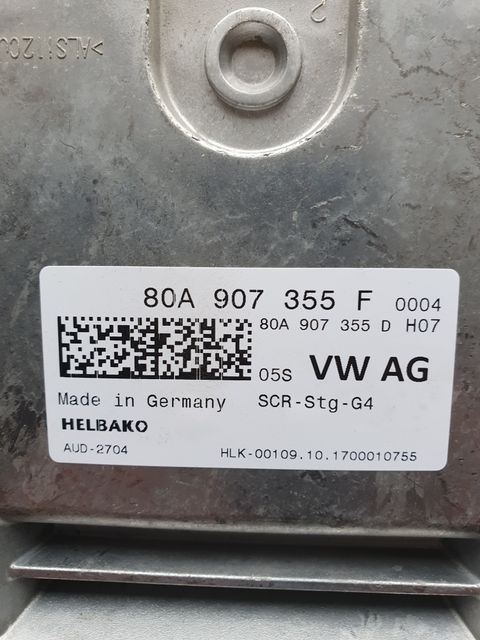 80A 907 355 F 0004
80A 907 355 D H07
05S VW AG
Made in Germany SCR-Stg-G4
HELBAKO
AUD-2704 HLK-00109.10.1700010755